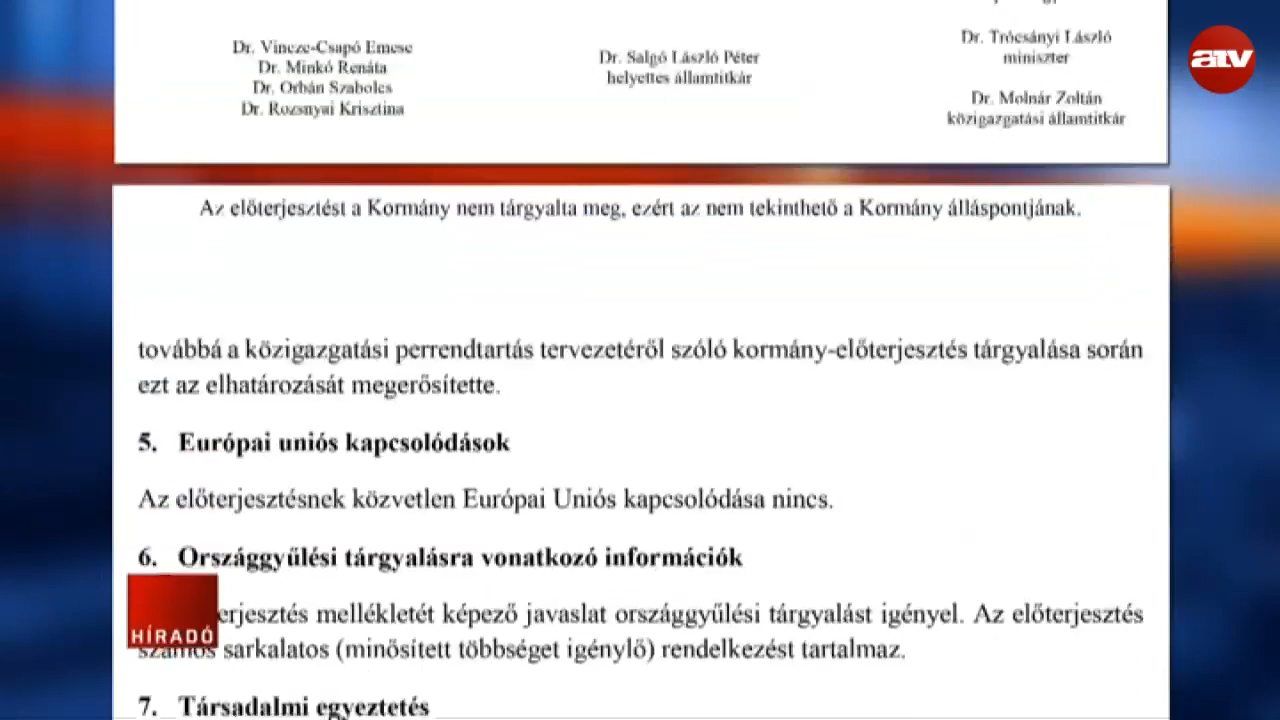 Dr. Vincze-Csapó Emese
Dr. Minkó Renáta
Dr. Orbán Szabolcs
Dr. Rozsnyai Krisztina
Dr. Salgó László Péter
helyettes államtitkár
Dr. Trócsányi László
miniszter
Dr. Molnár Zoltán
közigazgatási államtitkár
atv
Az előterjesztést a Kormány nem tárgyalta meg, ezért az nem tekinthető a Kormány álláspontjának.
továbbá a közigazgatási perrendtartás tervezetéről szóló kormány-előterjesztés tárgyalása során
ezt az elhatározását megerősítette.
5. Európai uniós kapcsolódások
Az előterjesztésnek közvetlen Európai Uniós kapcsolódása nincs.
6. Országgyűlési tárgyalásra vonatkozó információk
erjesztés mellékletét képező javaslat országgyűlési tárgyalást igényel. Az előterjesztés
számos sarkalatos (minősített többséget igénylő) rendelkezést tartalmaz.
HÍRADÓ
7. Társadalmi egyeztetés